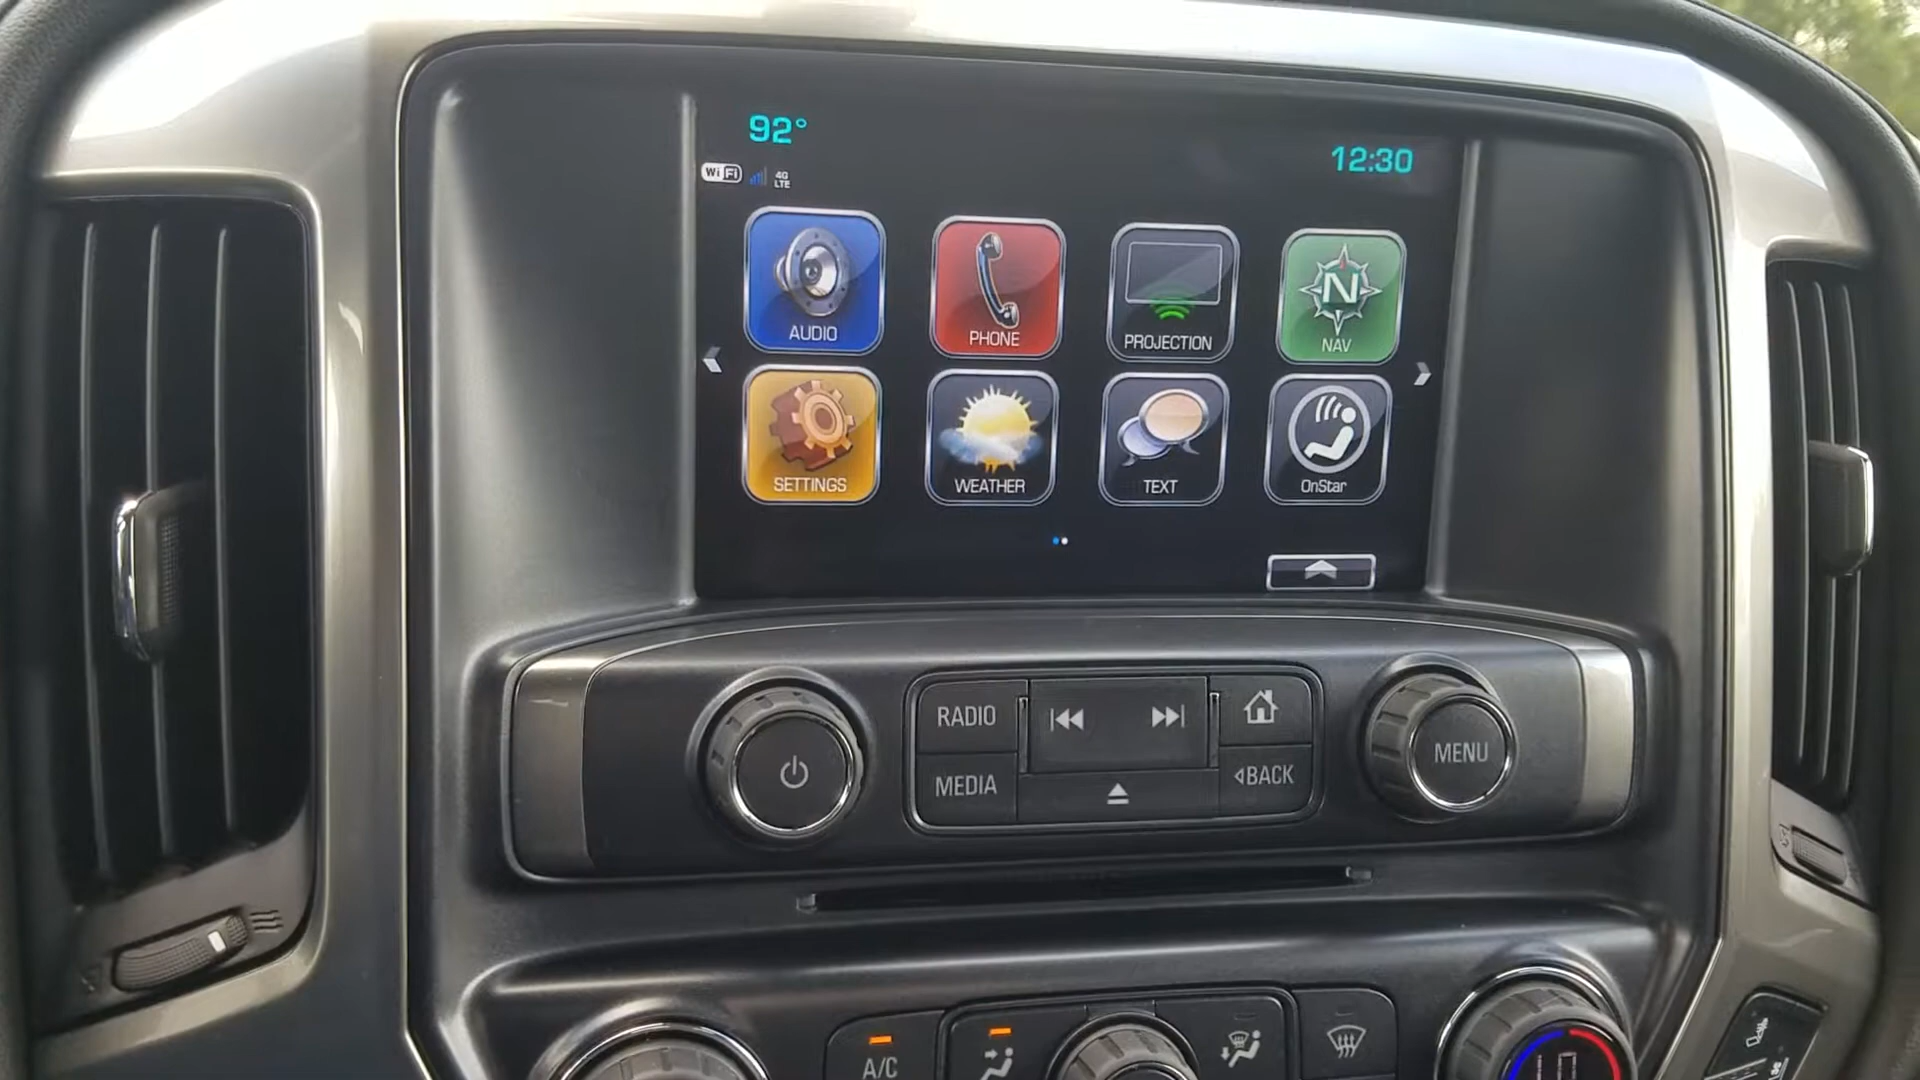 92°
12:30
WiFi 4G LTE
AUDIO PHONE PROJECTION N NAV
SETTINGS WEATHER TEXT OnStar
RADIO
MEDIA
BACK
MENU
A/C